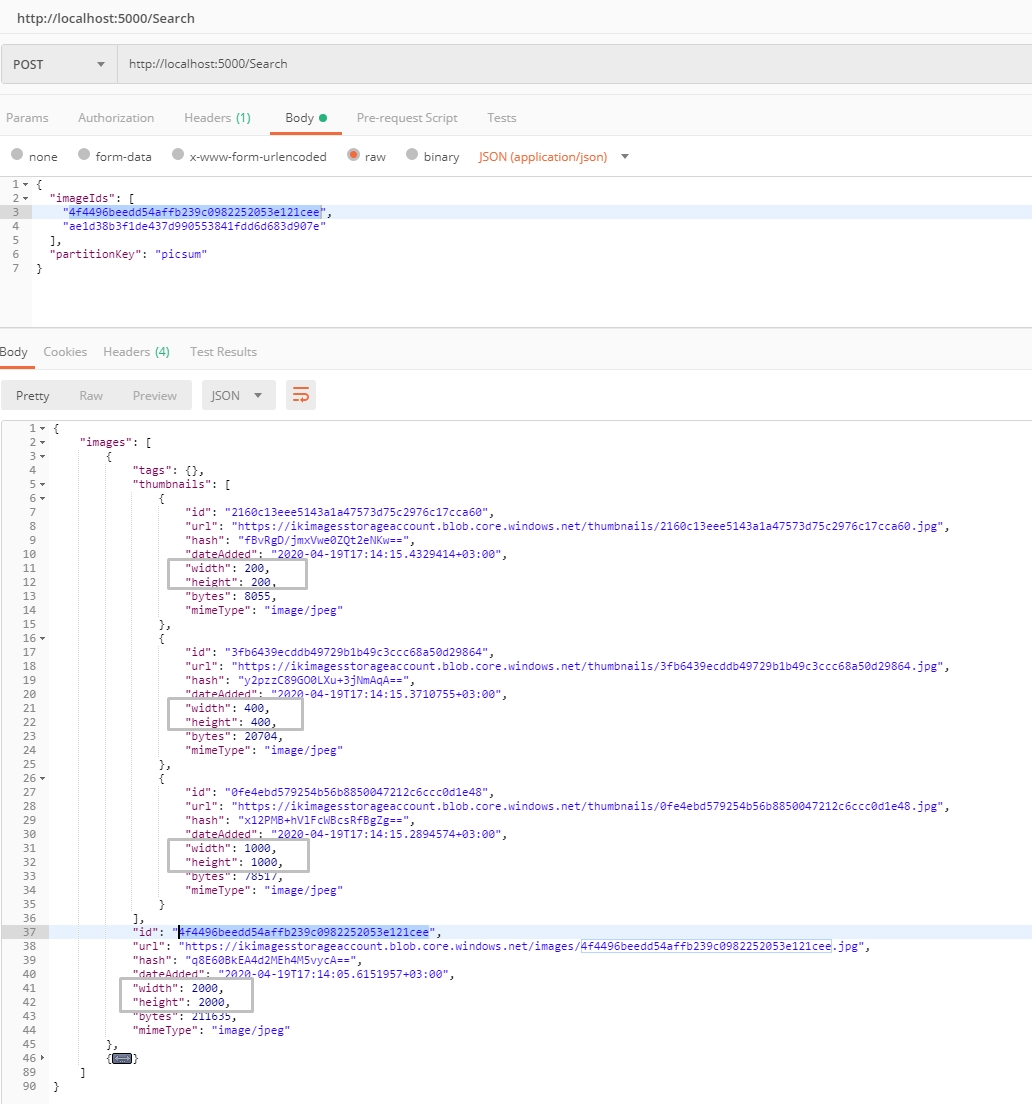 http://localhost:5000/Search
POST http://localhost:5000/Search
Params Authorization Headers (1) Body Pre-request Script Tests
none form-data x-www-form-urlencoded raw binary JSON (application/json)
1 {
2 "imageIds": [
3 "4f4496beedd54affb239c0982252053e121cee",
4 "ae1d38b3f1de437d990553841fdd6d683d907e"
5 ],
6 "partitionKey": "picsum"
7 }
Body Cookies Headers (4) Test Results
Pretty Raw Preview JSON
1 {
2 "images": [
3 {
4 "tags": {},
5 "thumbnails": [
6 {
7 "id": "2160c13eee5143a1a47573d75c2976c17cca60",
8 "url": "https://ikimagesstorageaccount.blob.core.windows.net/thumbnails/2160c13eee5143a1a47573d75c2976c17cca60.jpg",
9 "hash": "fBvRgD/jmxVwe0ZQt2eNKw==",
10 "dateAdded": "2020-04-19T17:14:15.4329414+03:00",
11 "width": 200,
12 "height": 200,
13 "bytes": 8055,
14 "mimeType": "image/jpeg"
15 },
16 {
17 "id": "3fb6439ecddb49729b1b49c3ccc68a50d29864",
18 "url": "https://ikimagesstorageaccount.blob.core.windows.net/thumbnails/3fb6439ecddb49729b1b49c3ccc68a50d29864.jpg",
19 "hash": "y2pzzC89GO0LXu+3jNmAqA==",
20 "dateAdded": "2020-04-19T17:14:15.3710755+03:00",
21 "width": 400,
22 "height": 400,
23 "bytes": 20704,
24 "mimeType": "image/jpeg"
25 },
26 {
27 "id": "0fe4ebd579254b56b8850047212c6ccc0d1e48",
28 "url": "https://ikimagesstorageaccount.blob.core.windows.net/thumbnails/0fe4ebd579254b56b8850047212c6ccc0d1e48.jpg",
29 "hash": "x12PMB+hVlFcWBcsRfBgZg==",
30 "dateAdded": "2020-04-19T17:14:15.2894574+03:00",
31 "width": 1000,
32 "height": 1000,
33 "bytes": 78517,
34 "mimeType": "image/jpeg"
35 }
36 ],
37 "id": "4f4496beedd54affb239c0982252053e121cee",
38 "url": "https://ikimagesstorageaccount.blob.core.windows.net/images/4f4496beedd54affb239c0982252053e121cee.jpg",
39 "hash": "q8E60BkEA4d2MEh4M5vycA==",
40 "dateAdded": "2020-04-19T17:14:05.6151957+03:00",
41 "width": 2000,
42 "height": 2000,
43 "bytes": 211635,
44 "mimeType": "image/jpeg"
45 },
46 {}
89 ]
90 }